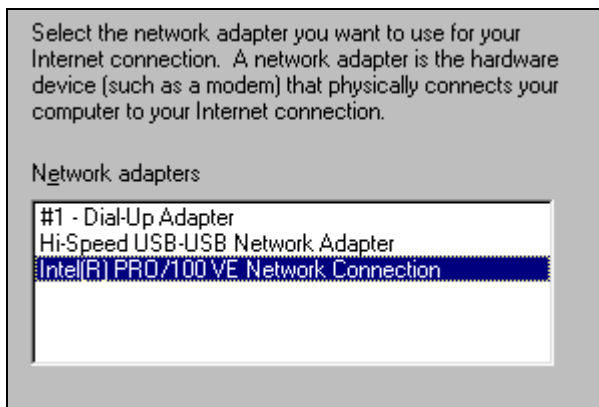 Select the network adapter you want to use for your
Internet connection.  A network adapter is the hardware
device (such as a modem) that physically connects your
computer to your Internet connection.
Network adapters
#1 - Dial-Up Adapter
Hi-Speed USB-USB Network Adapter
Intel(R) PRO/100 VE Network Connection